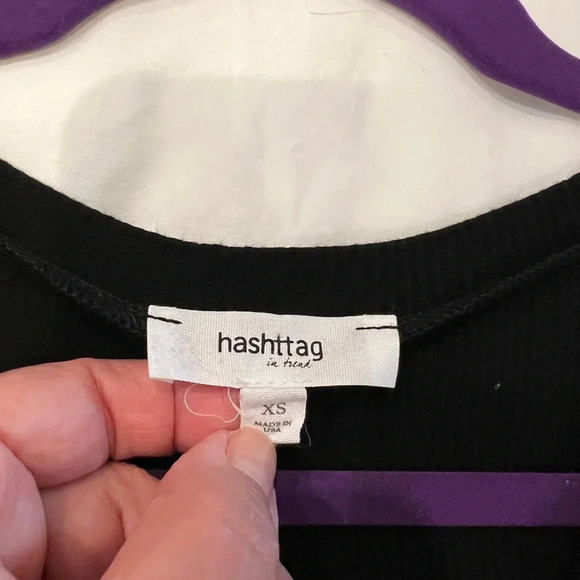 hashttag
in trend
XS
MADE IN
USA